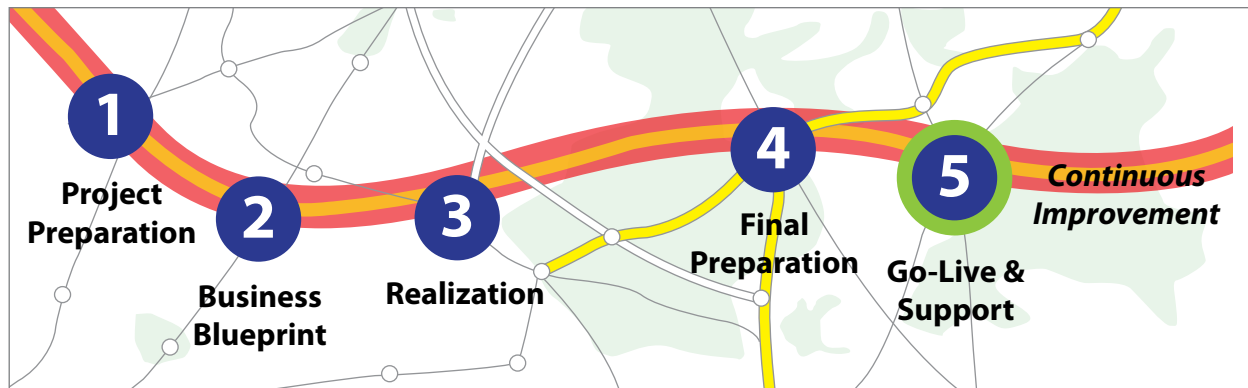 1
Project
Preparation
2
Business
Blueprint
3
Realization
4
Final
Preparation
5
Go-Live &
Support
Continuous
Improvement